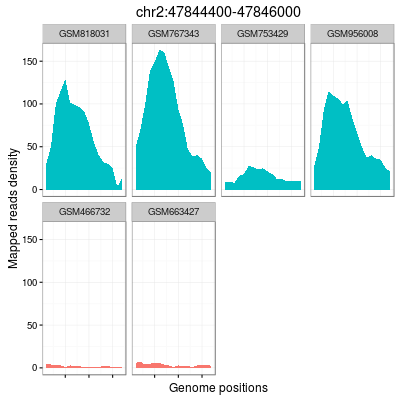 chr2:47844400-47846000
GSM818031 GSM767343 GSM753429 GSM956008
150
100
50
0
GSM466732 GSM663427
150
100
50
0
Mapped reads density
Genome positions